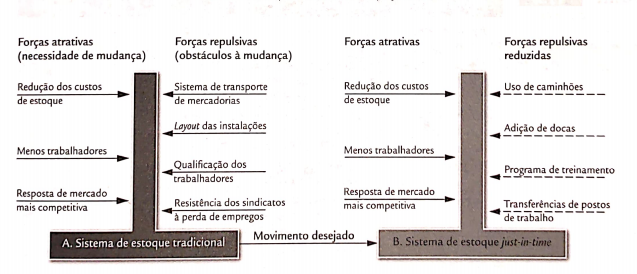 Forças atrativas
(necessidade de mudança)
Forças repulsivas
(obstáculos à mudança)
Forças atrativas
Forças repulsivas
reduzidas
Redução dos custos
de estoque
Menos trabalhadores
Resposta de mercado
mais competitiva
Sistema de transporte
de mercadorias
Layout das instalações
Qualificação dos
trabalhadores
Resistência dos sindicatos
à perda de empregos
Redução dos custos
de estoque
Menos trabalhadores
Resposta de mercado
mais competitiva
Uso de caminhões
Adição de docas
Programa de treinamento
Transferências de postos
de trabalho
A. Sistema de estoque tradicional
Movimento desejado
B. Sistema de estoque just-in-time